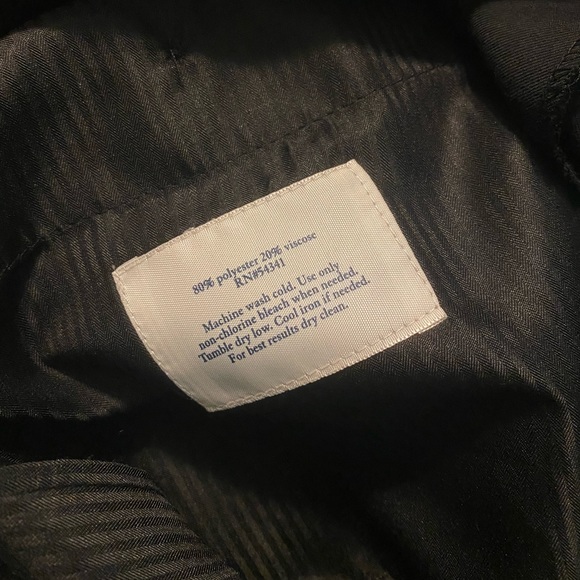 80% polyester 20% viscose
RN#54341
Machine wash cold. Use only
non-chlorine bleach when needed.
Tumble dry low. Cool iron if needed.
For best results dry clean.